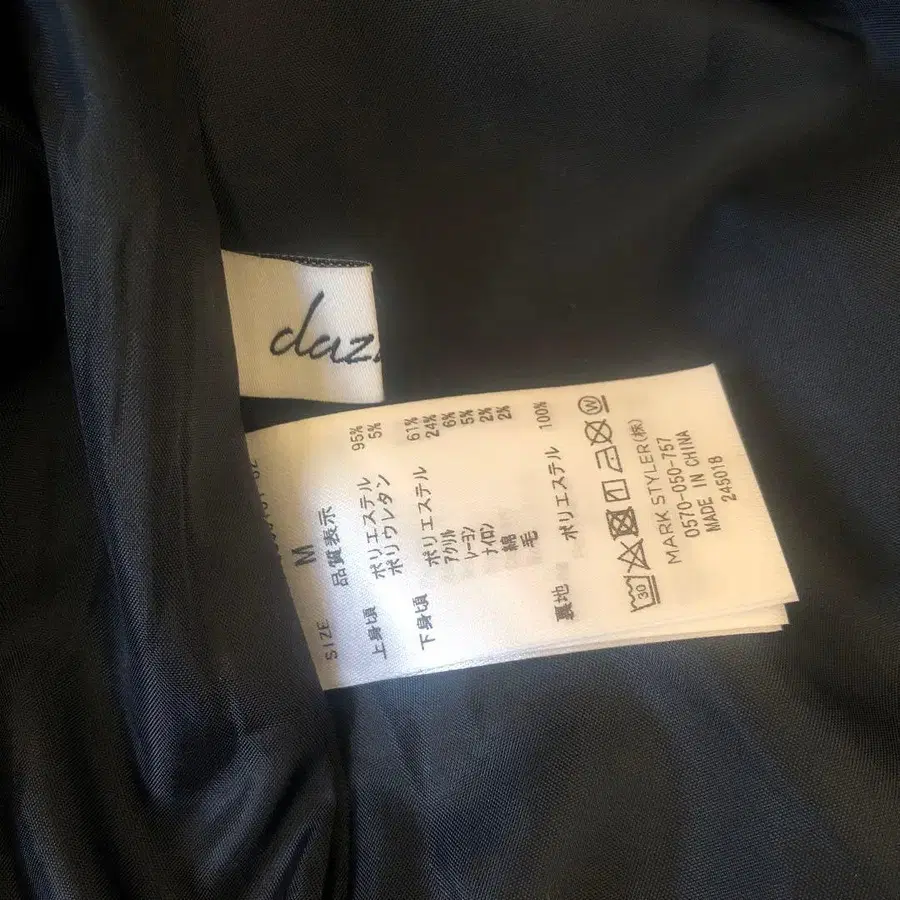 daz
SIZE M
品質表示
上身頃 ポリエステル 95%
ポリウレタン 5%
下身頃 ポリエステル 61%
アクリル 24%
レーヨン 6%
ナイロン 5%
綿 2%
毛 2%
裏地 ポリエステル 100%
30 W
MARK STYLER(株)
0570-050-757
MADE IN CHINA
245018